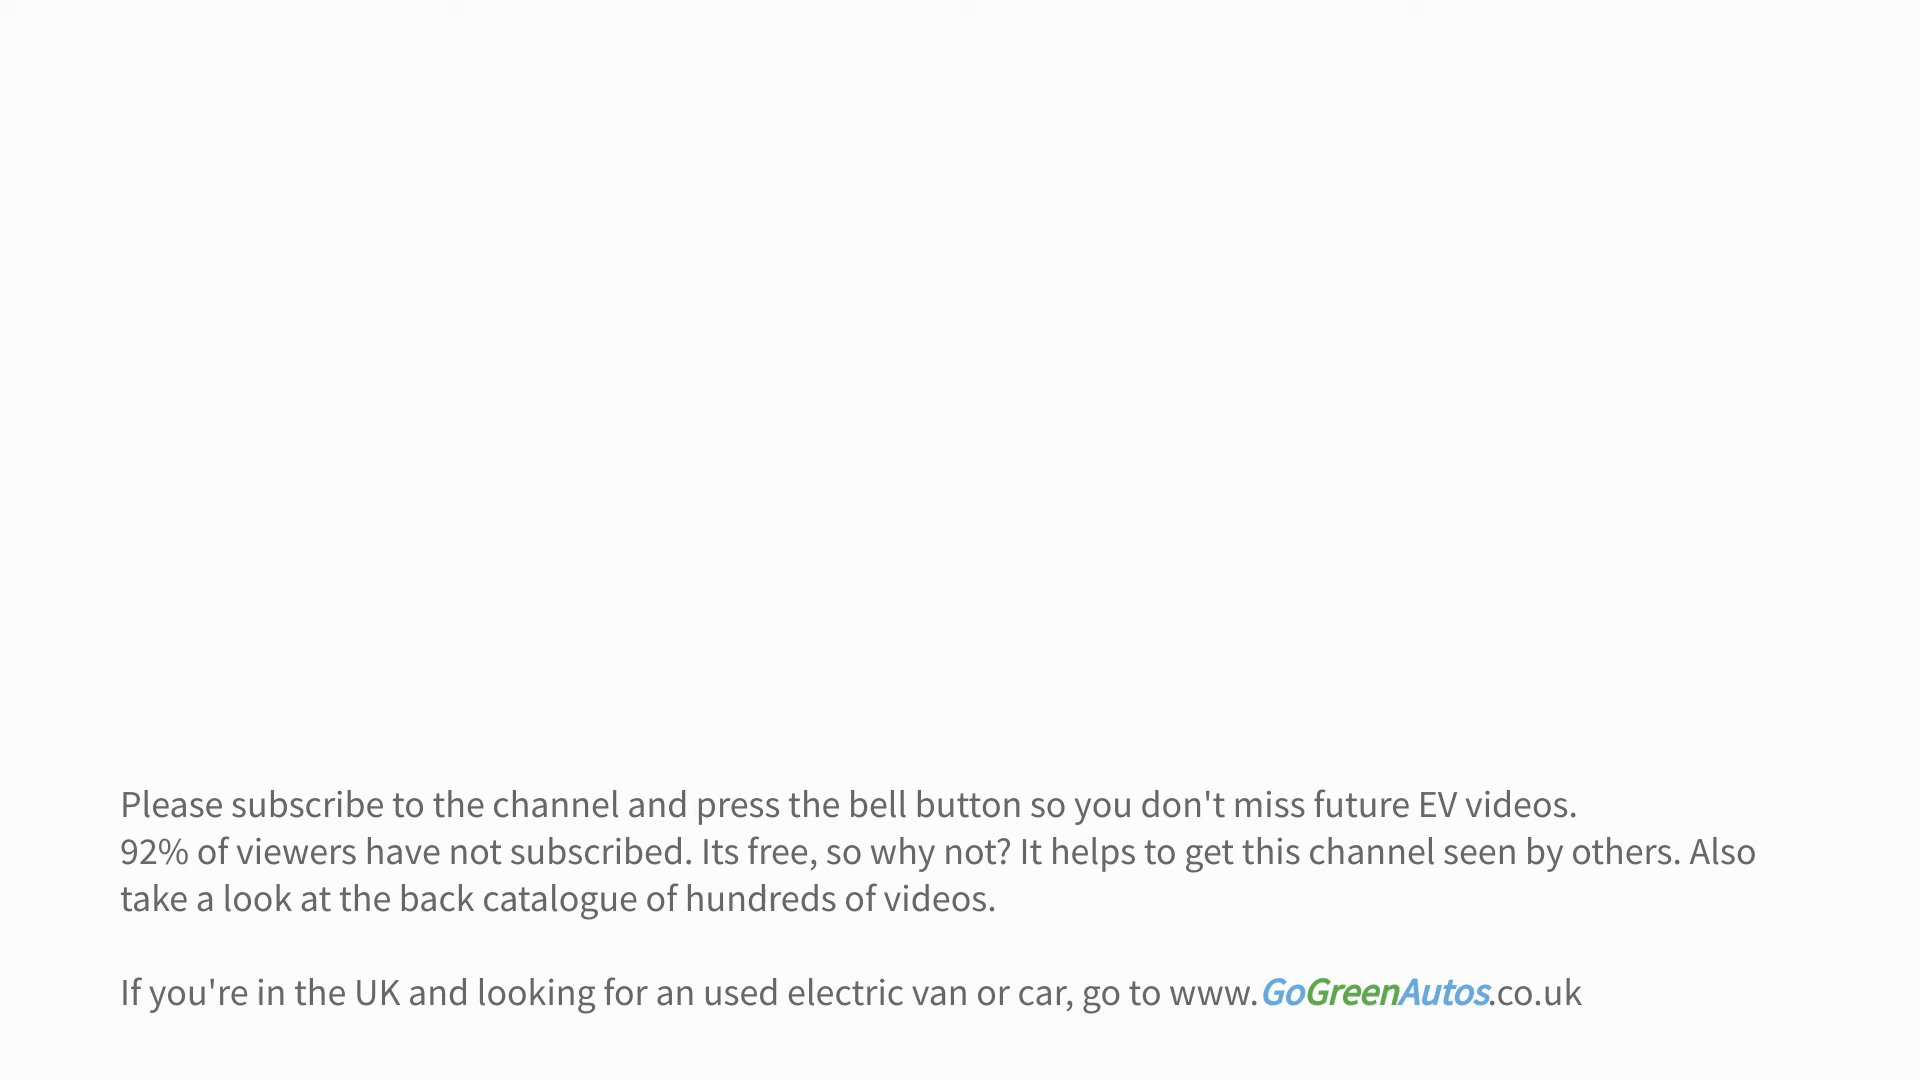 Please subscribe to the channel and press the bell button so you don't miss future EV videos.
92% of viewers have not subscribed. Its free, so why not? It helps to get this channel seen by others. Also
take a look at the back catalogue of hundreds of videos.
If you're in the UK and looking for an used electric van or car, go to www.GoGreenAutos.co.uk